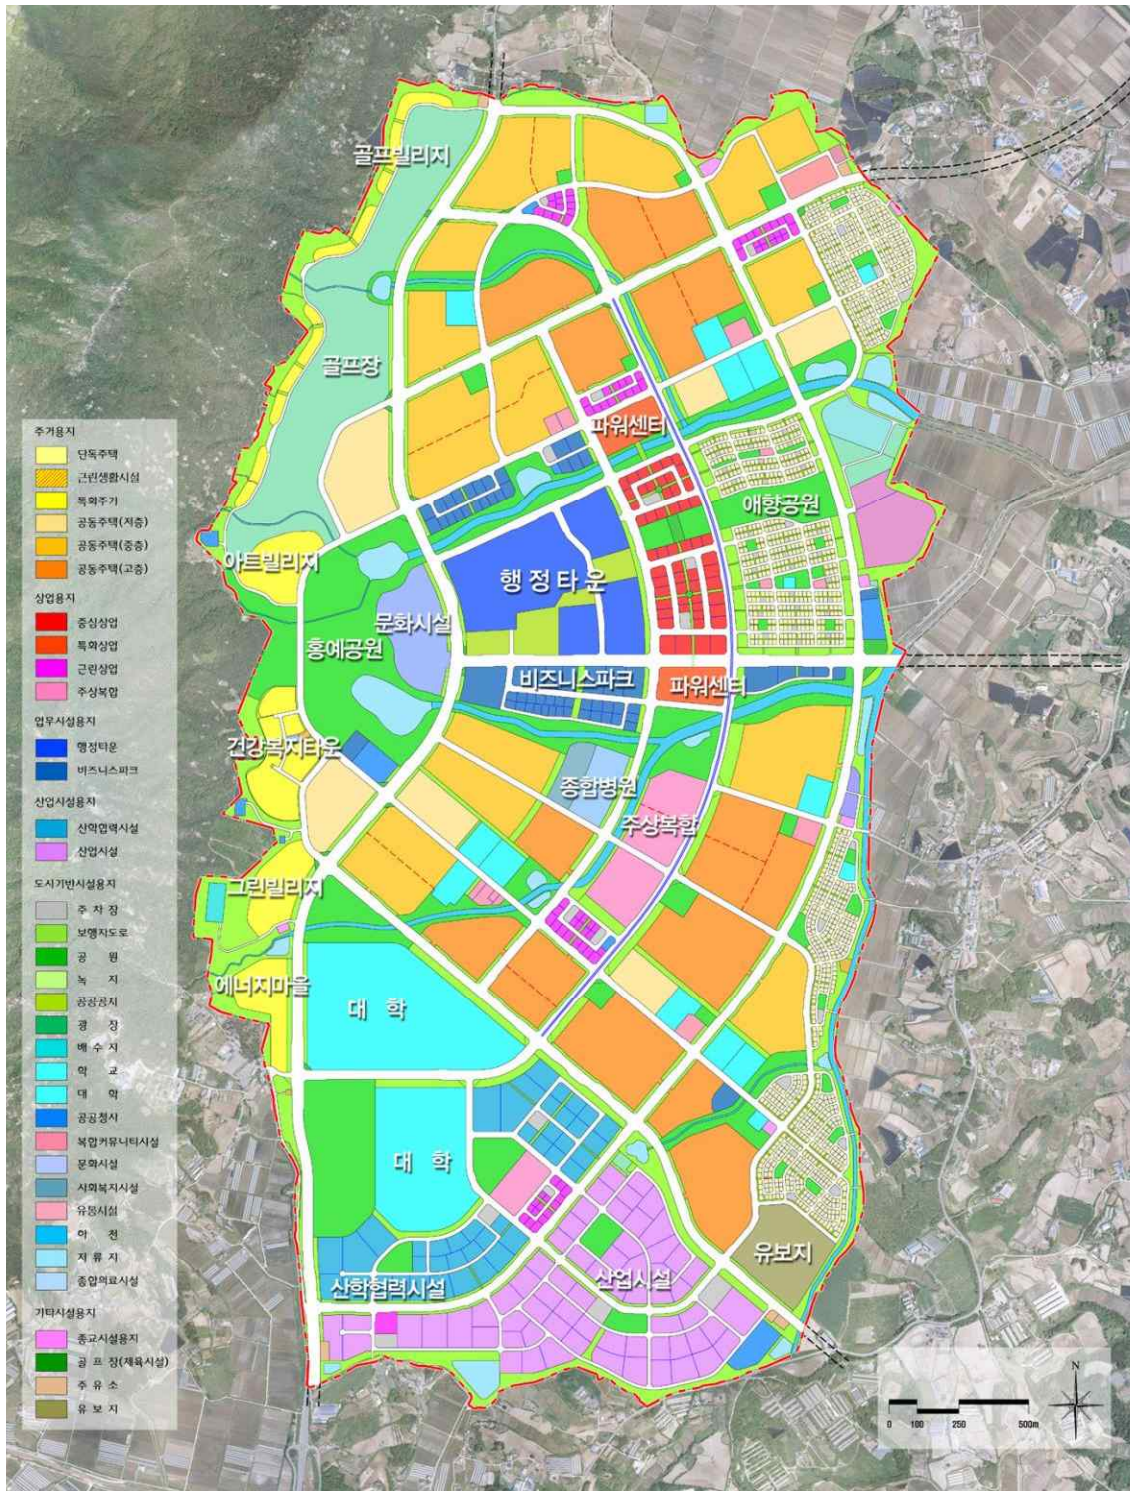 골프빌리지
골프장
파워센터
애향공원
행정타운
아트빌리지
문화시설
홍예공원
비즈니스파크
파워센터
건강복지타운
종합병원
주상복합
그린빌리지
에너지마을
대 학
대 학
유보지
산학협력시설
산업시설
주거용지
단독주택
근린생활시설
특화주거
공동주택(저층)
공동주택(중층)
공동주택(고층)
상업용지
중심상업
특화상업
근린상업
주상복합
업무시설용지
행정타운
비즈니스파크
산업시설용지
산학협력시설
산업시설
도시기반시설용지
주 차 장
보행자도로
공 원
녹 지
공공공지
광 장
배 수 지
학 교
대 학
공공청사
복합커뮤니티시설
문화시설
사회복지시설
유통시설
하 천
저 류 지
종합의료시설
기타시설용지
종교시설용지
골 프 장(체육시설)
주 유 소
유 보 지
N
0 100 250 500m